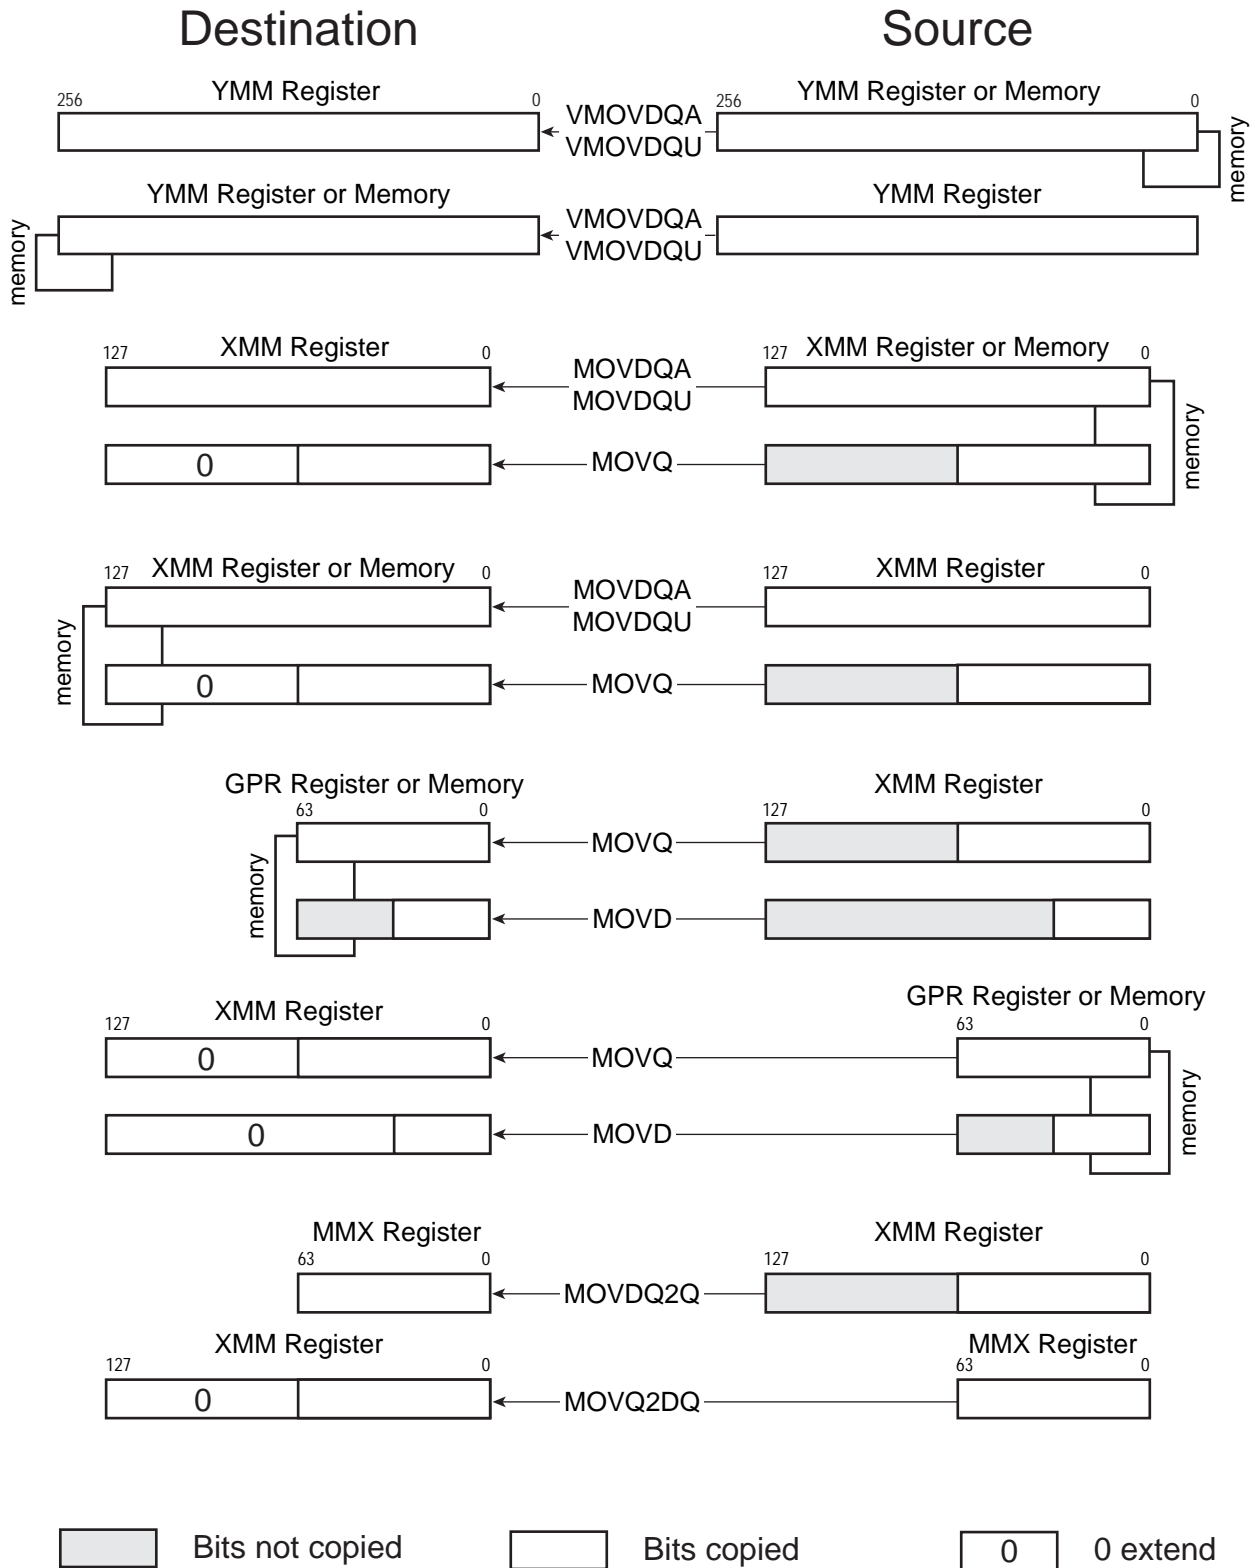 Destination Source
YMM Register YMM Register or Memory
256 0 256 0
VMOVDQA
VMOVDQU
memory
YMM Register or Memory YMM Register
VMOVDQA
VMOVDQU
memory
XMM Register XMM Register or Memory
127 0 127 0
MOVDQA
MOVDQU
0 MOVQ
memory
XMM Register or Memory XMM Register
127 0 127 0
MOVDQA
MOVDQU
memory
0 MOVQ
GPR Register or Memory XMM Register
63 0 127 0
MOVQ
memory
MOVD
XMM Register GPR Register or Memory
127 0 63 0
0 MOVQ
0 MOVD
memory
MMX Register XMM Register
63 0 127 0
MOVDQ2Q
XMM Register MMX Register
127 0 63 0
0 MOVQ2DQ
Bits not copied Bits copied 0 0 extend